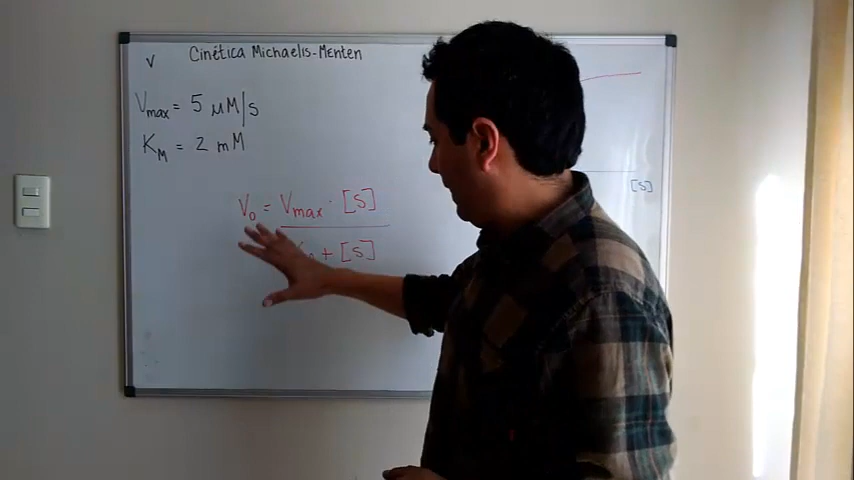 v
Cinética Michaelis-Menten
Vmax = 5 μM/s
KM = 2 mM
V0 = Vmax · [S]
+ [S]
[S]